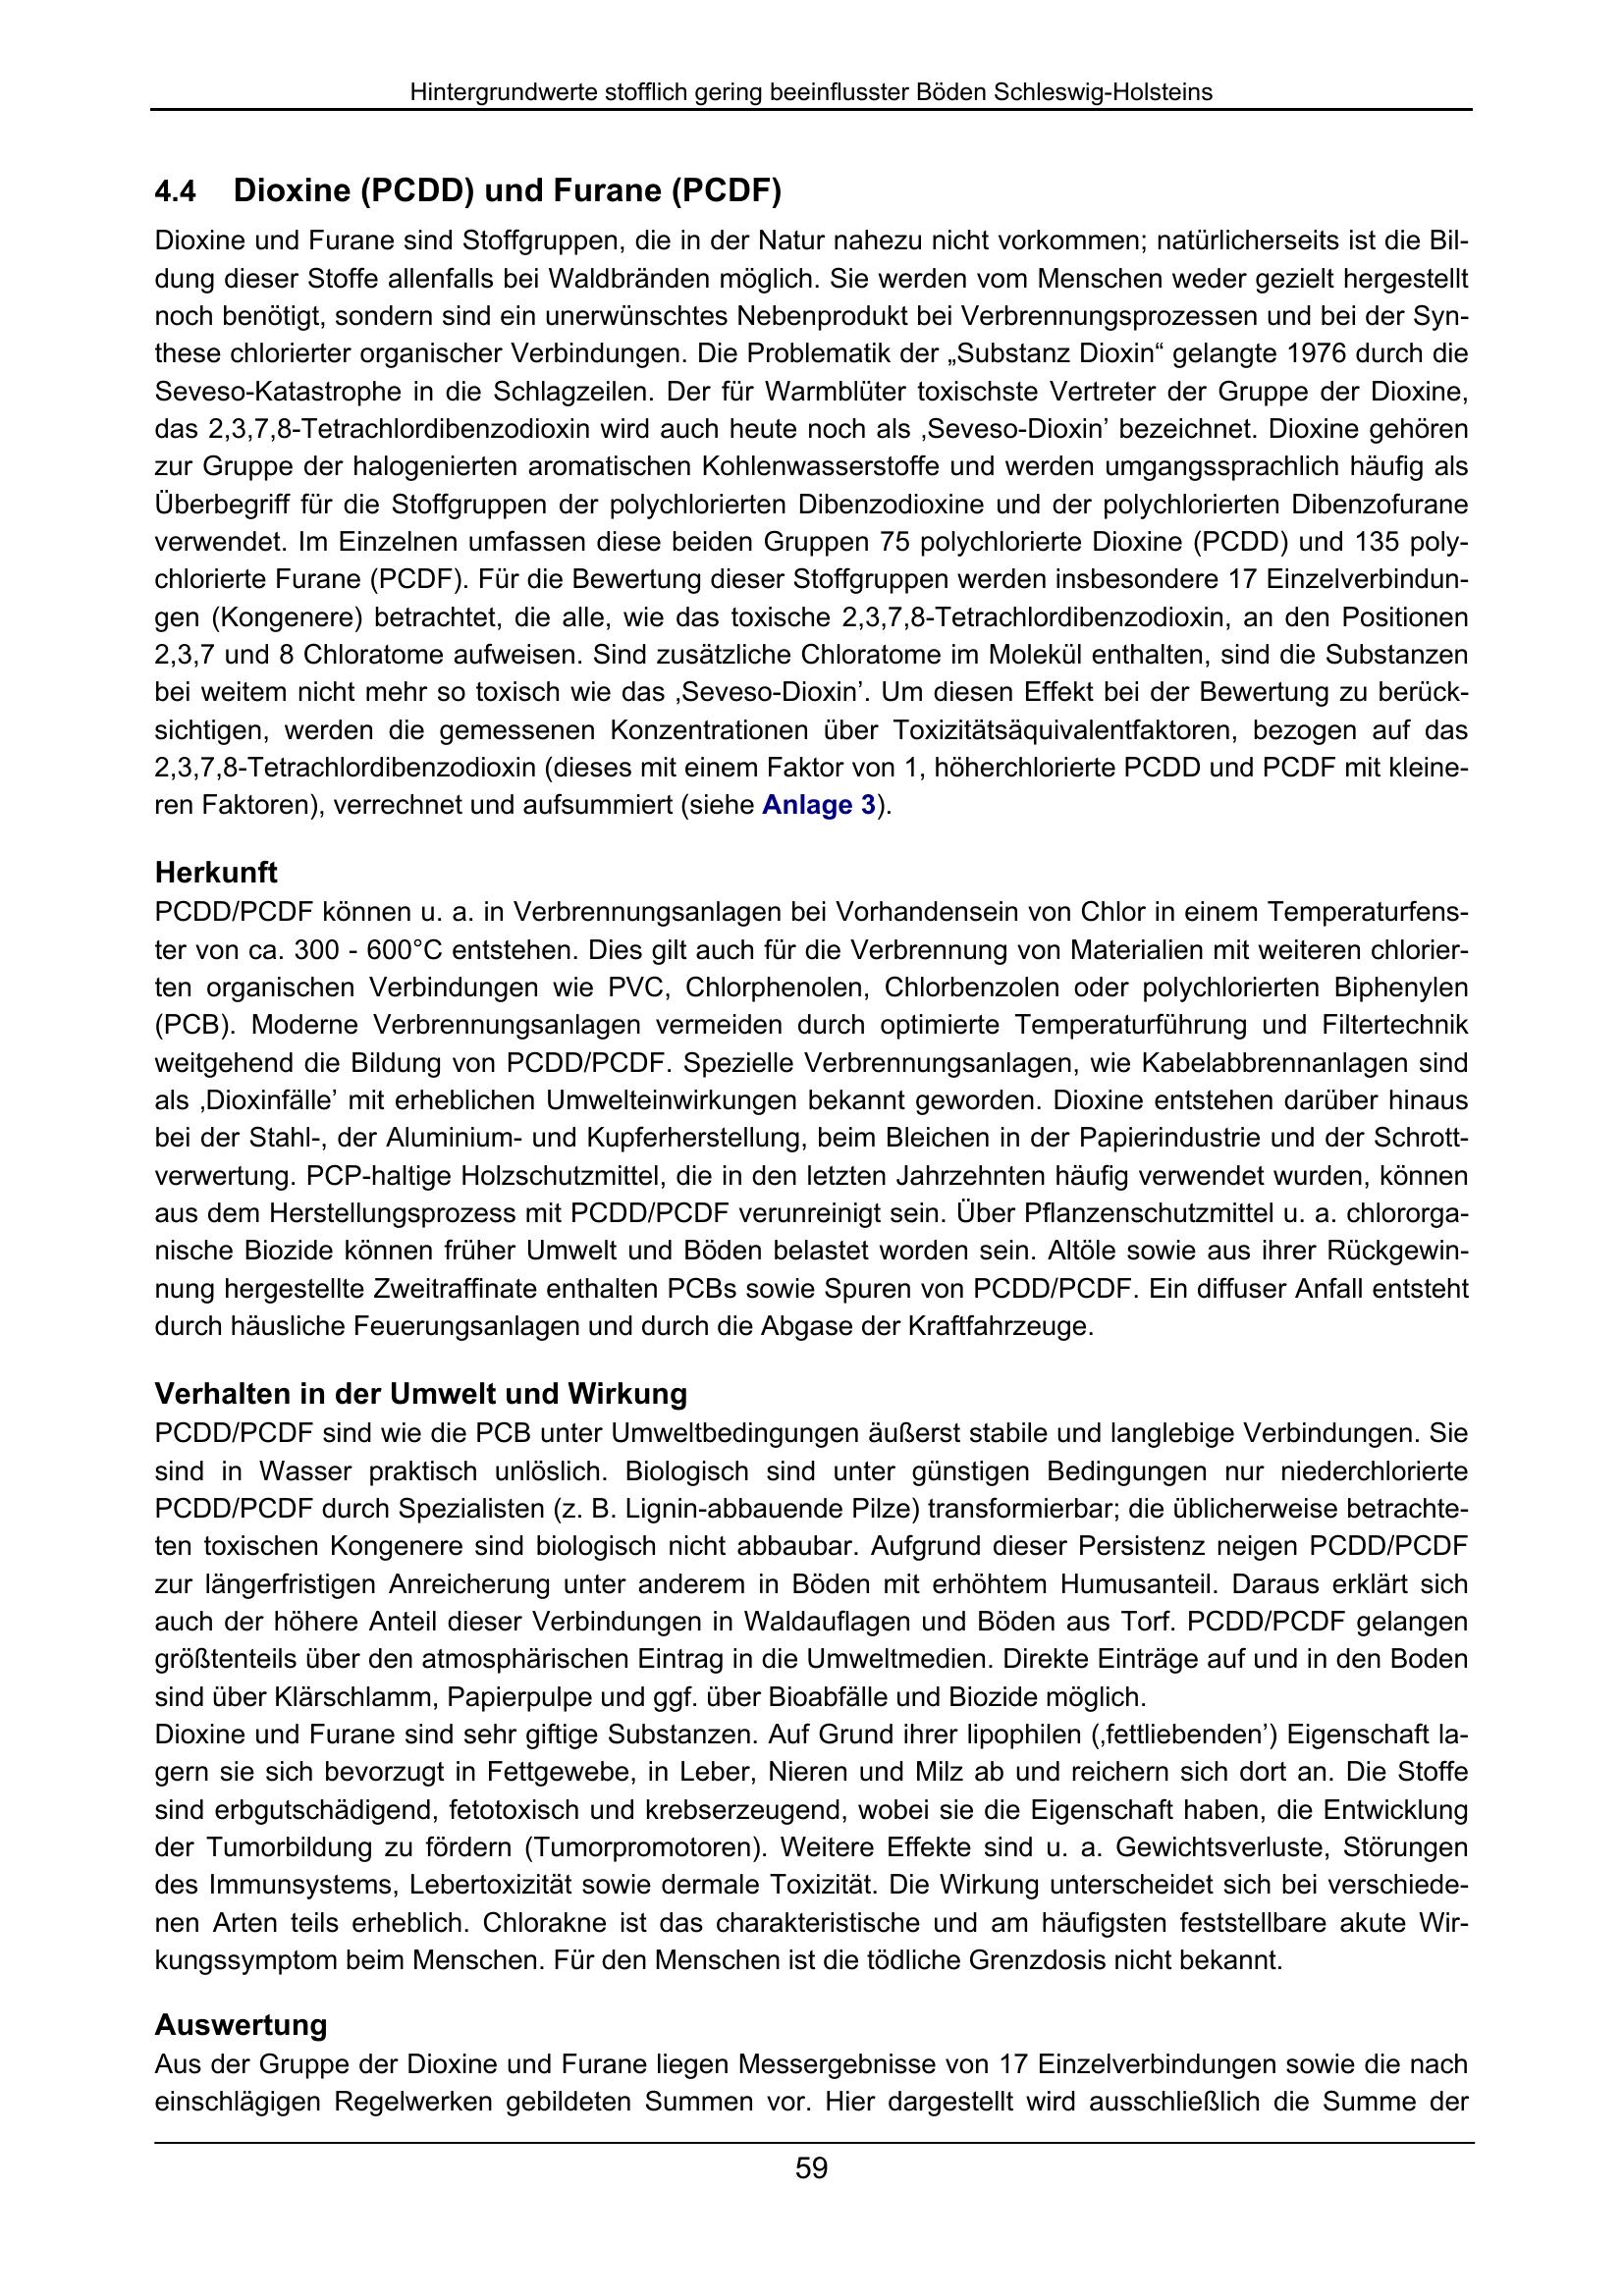 Hintergrundwerte stofflich gering beeinflusster Böden Schleswig-Holsteins
4.4 Dioxine (PCDD) und Furane (PCDF)
Dioxine und Furane sind Stoffgruppen, die in der Natur nahezu nicht vorkommen; natürlicherseits ist die Bil-
dung dieser Stoffe allenfalls bei Waldbränden möglich. Sie werden vom Menschen weder gezielt hergestellt
noch benötigt, sondern sind ein unerwünschtes Nebenprodukt bei Verbrennungsprozessen und bei der Syn-
these chlorierter organischer Verbindungen. Die Problematik der „Substanz Dioxin“ gelangte 1976 durch die
Seveso-Katastrophe in die Schlagzeilen. Der für Warmblüter toxischste Vertreter der Gruppe der Dioxine,
das 2,3,7,8-Tetrachlordibenzodioxin wird auch heute noch als ‚Seveso-Dioxin’ bezeichnet. Dioxine gehören
zur Gruppe der halogenierten aromatischen Kohlenwasserstoffe und werden umgangssprachlich häufig als
Überbegriff für die Stoffgruppen der polychlorierten Dibenzodioxine und der polychlorierten Dibenzofurane
verwendet. Im Einzelnen umfassen diese beiden Gruppen 75 polychlorierte Dioxine (PCDD) und 135 poly-
chlorierte Furane (PCDF). Für die Bewertung dieser Stoffgruppen werden insbesondere 17 Einzelverbindun-
gen (Kongenere) betrachtet, die alle, wie das toxische 2,3,7,8-Tetrachlordibenzodioxin, an den Positionen
2,3,7 und 8 Chloratome aufweisen. Sind zusätzliche Chloratome im Molekül enthalten, sind die Substanzen
bei weitem nicht mehr so toxisch wie das ‚Seveso-Dioxin’. Um diesen Effekt bei der Bewertung zu berück-
sichtigen, werden die gemessenen Konzentrationen über Toxizitätsäquivalentfaktoren, bezogen auf das
2,3,7,8-Tetrachlordibenzodioxin (dieses mit einem Faktor von 1, höherchlorierte PCDD und PCDF mit kleine-
ren Faktoren), verrechnet und aufsummiert (siehe Anlage 3).
Herkunft
PCDD/PCDF können u. a. in Verbrennungsanlagen bei Vorhandensein von Chlor in einem Temperaturfens-
ter von ca. 300 - 600°C entstehen. Dies gilt auch für die Verbrennung von Materialien mit weiteren chlorier-
ten organischen Verbindungen wie PVC, Chlorphenolen, Chlorbenzolen oder polychlorierten Biphenylen
(PCB). Moderne Verbrennungsanlagen vermeiden durch optimierte Temperaturführung und Filtertechnik
weitgehend die Bildung von PCDD/PCDF. Spezielle Verbrennungsanlagen, wie Kabelabbrennanlagen sind
als ‚Dioxinfälle’ mit erheblichen Umwelteinwirkungen bekannt geworden. Dioxine entstehen darüber hinaus
bei der Stahl-, der Aluminium- und Kupferherstellung, beim Bleichen in der Papierindustrie und der Schrott-
verwertung. PCP-haltige Holzschutzmittel, die in den letzten Jahrzehnten häufig verwendet wurden, können
aus dem Herstellungsprozess mit PCDD/PCDF verunreinigt sein. Über Pflanzenschutzmittel u. a. chlororga-
nische Biozide können früher Umwelt und Böden belastet worden sein. Altöle sowie aus ihrer Rückgewin-
nung hergestellte Zweitraffinate enthalten PCBs sowie Spuren von PCDD/PCDF. Ein diffuser Anfall entsteht
durch häusliche Feuerungsanlagen und durch die Abgase der Kraftfahrzeuge.
Verhalten in der Umwelt und Wirkung
PCDD/PCDF sind wie die PCB unter Umweltbedingungen äußerst stabile und langlebige Verbindungen. Sie
sind in Wasser praktisch unlöslich. Biologisch sind unter günstigen Bedingungen nur niederchlorierte
PCDD/PCDF durch Spezialisten (z. B. Lignin-abbauende Pilze) transformierbar; die üblicherweise betrachte-
ten toxischen Kongenere sind biologisch nicht abbaubar. Aufgrund dieser Persistenz neigen PCDD/PCDF
zur längerfristigen Anreicherung unter anderem in Böden mit erhöhtem Humusanteil. Daraus erklärt sich
auch der höhere Anteil dieser Verbindungen in Waldauflagen und Böden aus Torf. PCDD/PCDF gelangen
größtenteils über den atmosphärischen Eintrag in die Umweltmedien. Direkte Einträge auf und in den Boden
sind über Klärschlamm, Papierpulpe und ggf. über Bioabfälle und Biozide möglich.
Dioxine und Furane sind sehr giftige Substanzen. Auf Grund ihrer lipophilen (‚fettliebenden’) Eigenschaft la-
gern sie sich bevorzugt in Fettgewebe, in Leber, Nieren und Milz ab und reichern sich dort an. Die Stoffe
sind erbgutschädigend, fetotoxisch und krebserzeugend, wobei sie die Eigenschaft haben, die Entwicklung
der Tumorbildung zu fördern (Tumorpromotoren). Weitere Effekte sind u. a. Gewichtsverluste, Störungen
des Immunsystems, Lebertoxizität sowie dermale Toxizität. Die Wirkung unterscheidet sich bei verschiede-
nen Arten teils erheblich. Chlorakne ist das charakteristische und am häufigsten feststellbare akute Wir-
kungssymptom beim Menschen. Für den Menschen ist die tödliche Grenzdosis nicht bekannt.
Auswertung
Aus der Gruppe der Dioxine und Furane liegen Messergebnisse von 17 Einzelverbindungen sowie die nach
einschlägigen Regelwerken gebildeten Summen vor. Hier dargestellt wird ausschließlich die Summe der
59